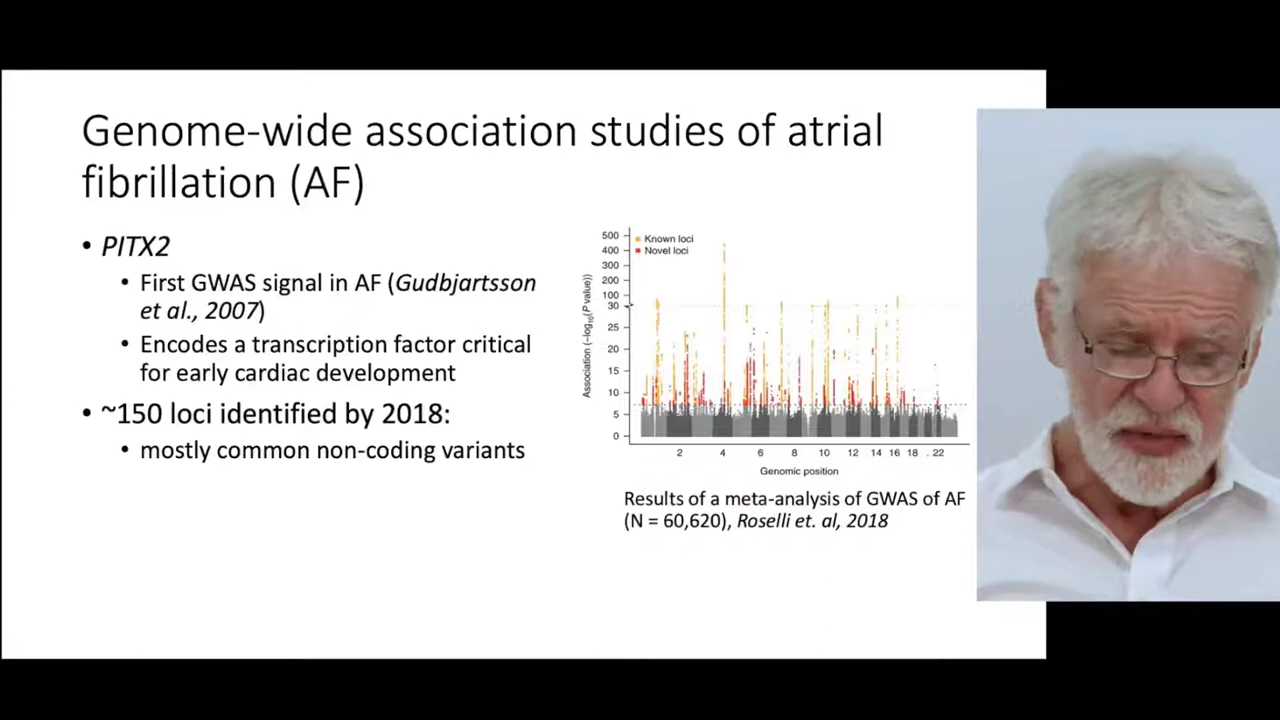 Genome-wide association studies of atrial
fibrillation (AF)
• PITX2
• First GWAS signal in AF (Gudbjartsson
et al., 2007)
• Encodes a transcription factor critical
for early cardiac development
• ~150 loci identified by 2018:
• mostly common non-coding variants
Known loci
Novel loci
500
400
300
200
100
30
25
20
15
10
5
0
Association (−log10(P value))
2 4 6 8 10 12 14 16 18 . 22
Genomic position
Results of a meta-analysis of GWAS of AF
(N = 60,620), Roselli et. al, 2018